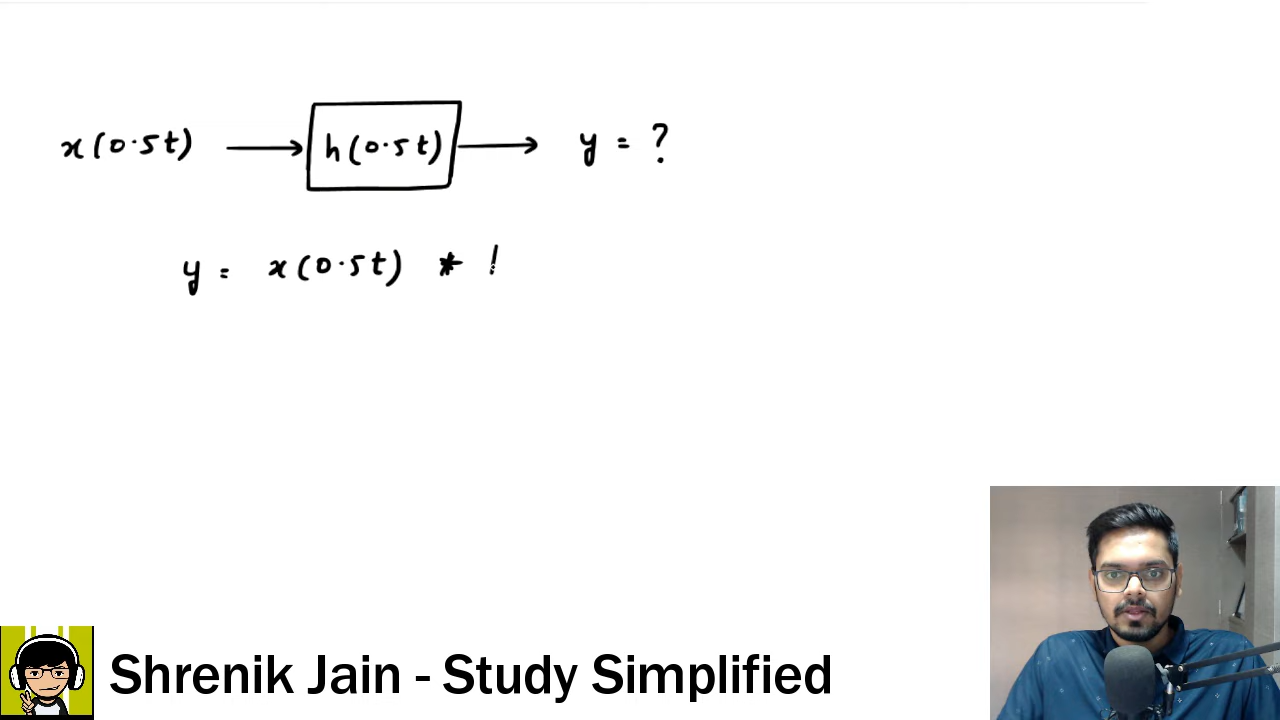 x(0.5t) → h(0.5t) → y = ?
y = x(0.5t) *
Shrenik Jain - Study Simplified